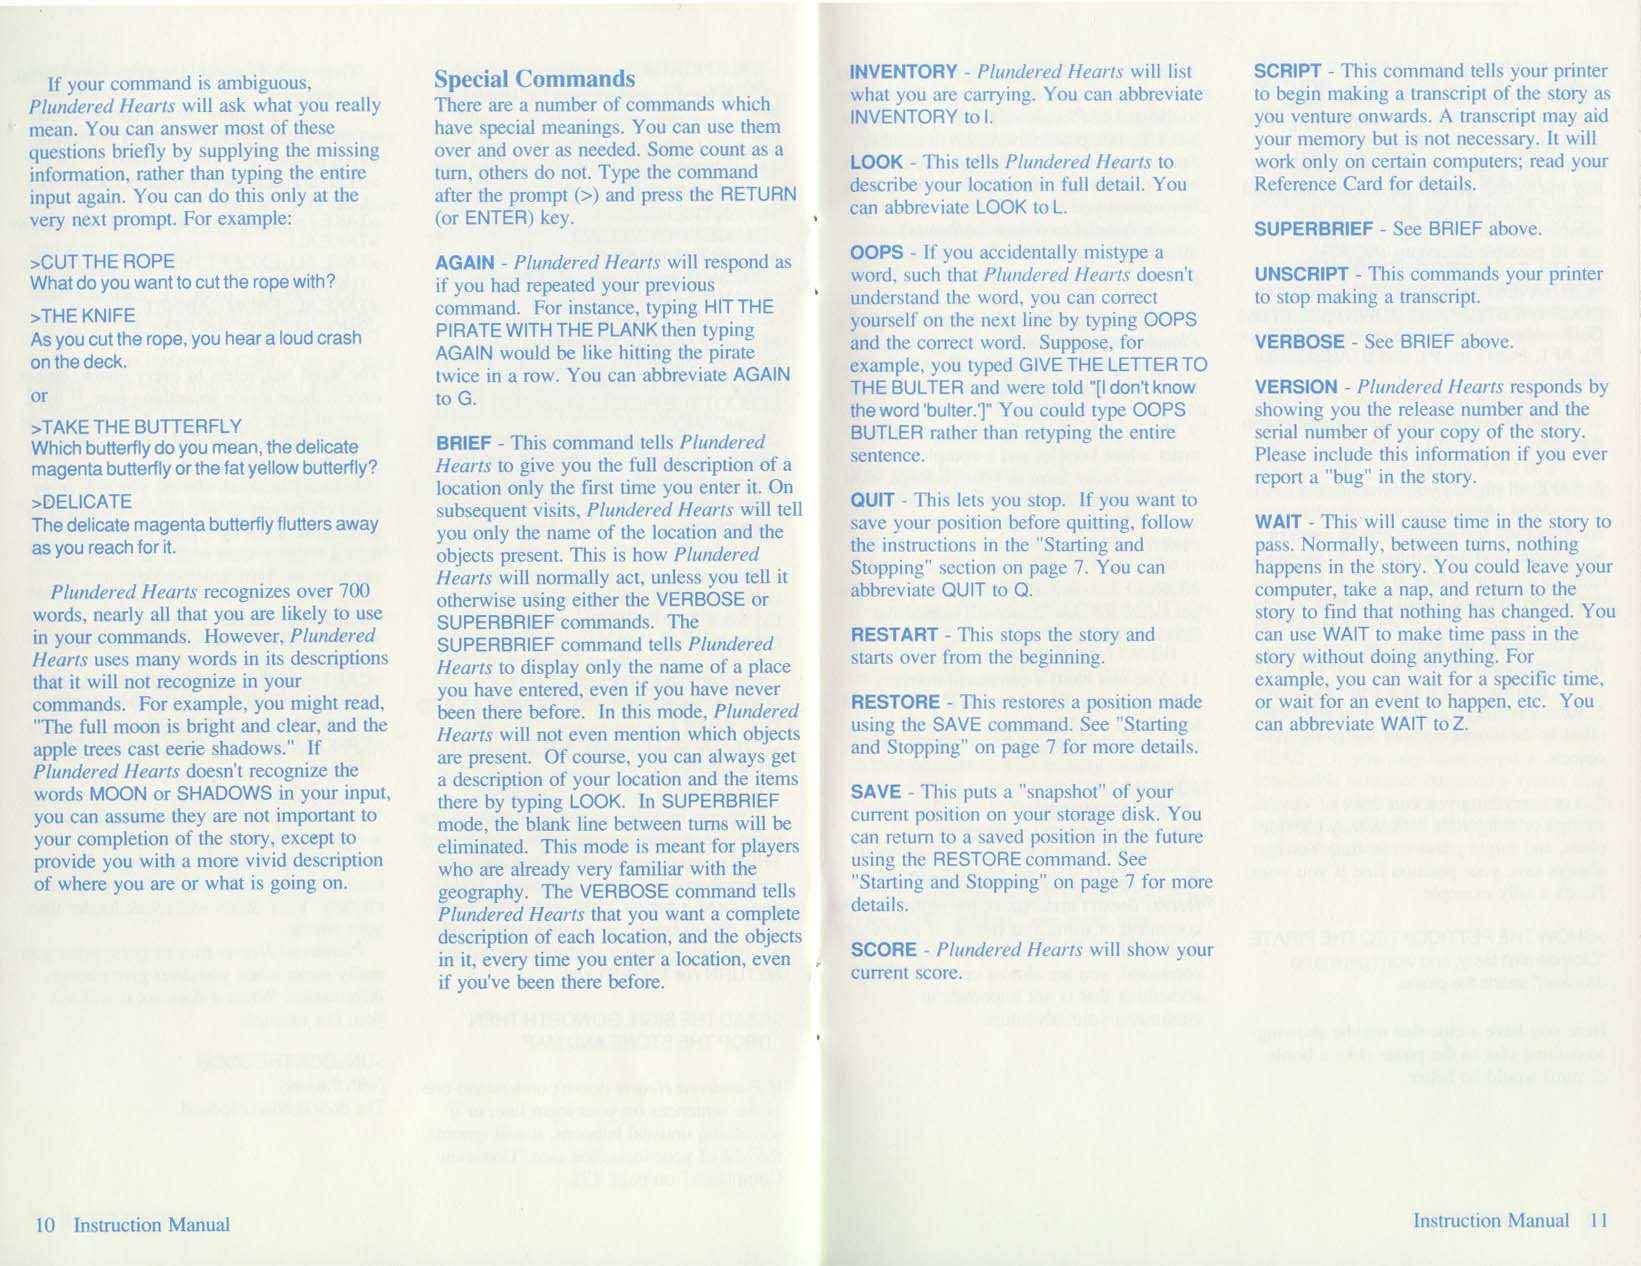 If your command is ambiguous,
Plundered Hearts will ask what you really
mean. You can answer most of these
questions briefly by supplying the missing
information, rather than typing the entire
input again. You can do this only at the
very next prompt. For example:
>CUT THE ROPE
What do you want to cut the rope with?
>THE KNIFE
As you cut the rope, you hear a loud crash
on the deck.
or
>TAKE THE BUTTERFLY
Which butterfly do you mean, the delicate
magenta butterfly or the fat yellow butterfly?
>DELICATE
The delicate magenta butterfly flutters away
as you reach for it.
Plundered Hearts recognizes over 700
words, nearly all that you are likely to use
in your commands. However, Plundered
Hearts uses many words in its descriptions
that it will not recognize in your
commands. For example, you might read,
"The full moon is bright and clear, and the
apple trees cast eerie shadows." If
Plundered Hearts doesn't recognize the
words MOON or SHADOWS in your input,
you can assume they are not important to
your completion of the story, except to
provide you with a more vivid description
of where you are or what is going on.
Special Commands
There are a number of commands which
have special meanings. You can use them
over and over as needed. Some count as a
turn, others do not. Type the command
after the prompt (>) and press the RETURN
(or ENTER) key.
AGAIN - Plundered Hearts will respond as
if you had repeated your previous
command. For instance, typing HIT THE
PIRATE WITH THE PLANK then typing
AGAIN would be like hitting the pirate
twice in a row. You can abbreviate AGAIN
to G.
BRIEF - This command tells Plundered
Hearts to give you the full description of a
location only the first time you enter it. On
subsequent visits, Plundered Hearts will tell
you only the name of the location and the
objects present. This is how Plundered
Hearts will normally act, unless you tell it
otherwise using either the VERBOSE or
SUPERBRIEF commands. The
SUPERBRIEF command tells Plundered
Hearts to display only the name of a place
you have entered, even if you have never
been there before. In this mode, Plundered
Hearts will not even mention which objects
are present. Of course, you can always get
a description of your location and the items
there by typing LOOK. In SUPERBRIEF
mode, the blank line between turns will be
eliminated. This mode is meant for players
who are already very familiar with the
geography. The VERBOSE command tells
Plundered Hearts that you want a complete
description of each location, and the objects
in it, every time you enter a location, even
if you've been there before.
10 Instruction Manual
INVENTORY - Plundered Hearts will list
what you are carrying. You can abbreviate
INVENTORY to I.
LOOK - This tells Plundered Hearts to
describe your location in full detail. You
can abbreviate LOOK to L.
OOPS - If you accidentally mistype a
word, such that Plundered Hearts doesn't
understand the word, you can correct
yourself on the next line by typing OOPS
and the correct word. Suppose, for
example, you typed GIVE THE LETTER TO
THE BULTER and were told "[I don't know
the word 'bulter.']" You could type OOPS
BUTLER rather than retyping the entire
sentence.
QUIT - This lets you stop. If you want to
save your position before quitting, follow
the instructions in the "Starting and
Stopping" section on page 7. You can
abbreviate QUIT to Q.
RESTART - This stops the story and
starts over from the beginning.
RESTORE - This restores a position made
using the SAVE command. See "Starting
and Stopping" on page 7 for more details.
SAVE - This puts a "snapshot" of your
current position on your storage disk. You
can return to a saved position in the future
using the RESTORE command. See
"Starting and Stopping" on page 7 for more
details.
SCORE - Plundered Hearts will show your
current score.
SCRIPT - This command tells your printer
to begin making a transcript of the story as
you venture onwards. A transcript may aid
your memory but is not necessary. It will
work only on certain computers; read your
Reference Card for details.
SUPERBRIEF - See BRIEF above.
UNSCRIPT - This commands your printer
to stop making a transcript.
VERBOSE - See BRIEF above.
VERSION - Plundered Hearts responds by
showing you the release number and the
serial number of your copy of the story.
Please include this information if you ever
report a "bug" in the story.
WAIT - This will cause time in the story to
pass. Normally, between turns, nothing
happens in the story. You could leave your
computer, take a nap, and return to the
story to find that nothing has changed. You
can use WAIT to make time pass in the
story without doing anything. For
example, you can wait for a specific time,
or wait for an event to happen, etc. You
can abbreviate WAIT to Z.
Instruction Manual 11